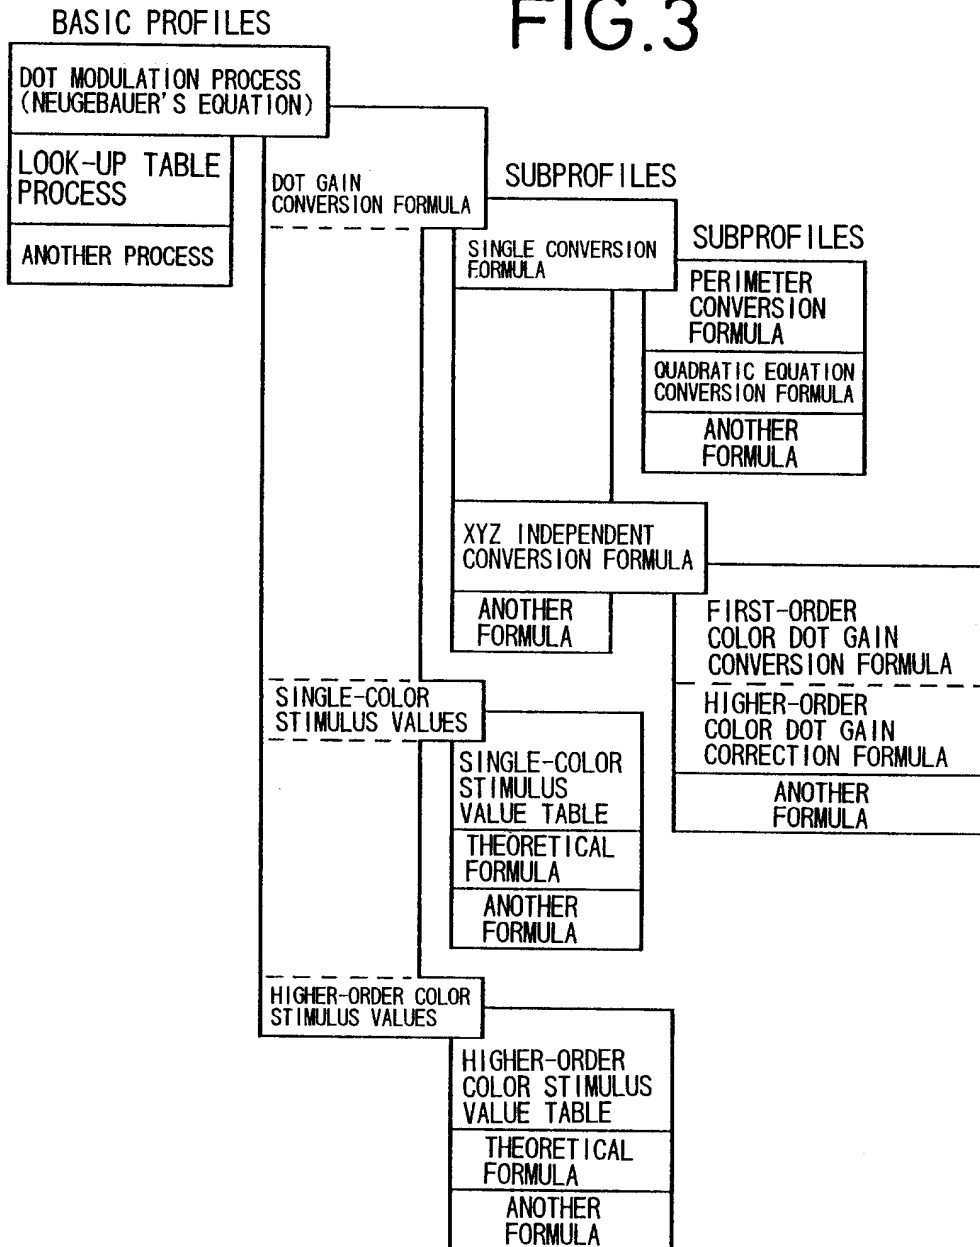 FIG.3
BASIC PROFILES
DOT MODULATION PROCESS
(NEUGEBAUER'S EQUATION)
LOOK-UP TABLE
PROCESS
ANOTHER PROCESS
DOT GAIN
CONVERSION FORMULA
SUBPROFILES
SINGLE CONVERSION
FORMULA
SUBPROFILES
PERIMETER
CONVERSION
FORMULA
QUADRATIC EQUATION
CONVERSION FORMULA
ANOTHER
FORMULA
XYZ INDEPENDENT
CONVERSION FORMULA
ANOTHER
FORMULA
FIRST-ORDER
COLOR DOT GAIN
CONVERSION FORMULA
HIGHER-ORDER
COLOR DOT GAIN
CORRECTION FORMULA
ANOTHER
FORMULA
SINGLE-COLOR
STIMULUS VALUES
SINGLE-COLOR
STIMULUS
VALUE TABLE
THEORETICAL
FORMULA
ANOTHER
FORMULA
HIGHER-ORDER COLOR
STIMULUS VALUES
HIGHER-ORDER
COLOR STIMULUS
VALUE TABLE
THEORETICAL
FORMULA
ANOTHER
FORMULA